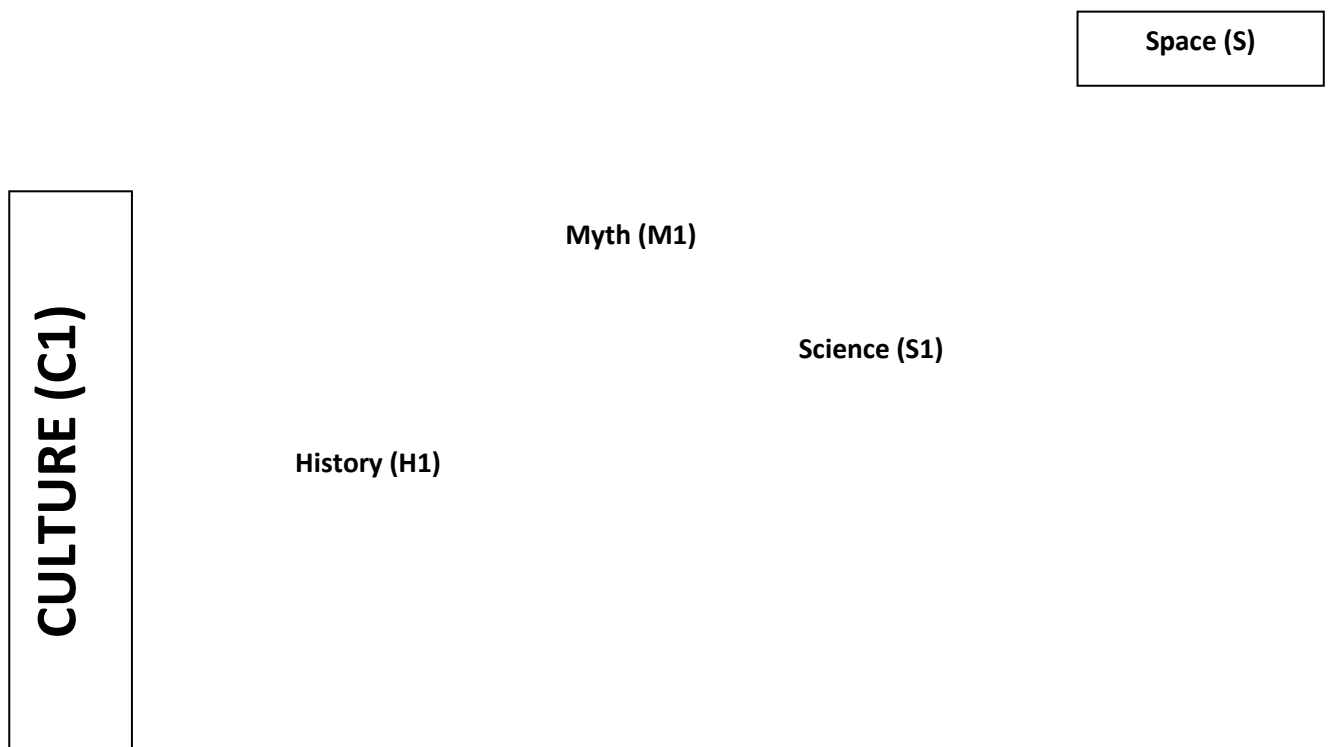 Space (S)
Myth (M1)
Science (S1)
CULTURE (C1)
History (H1)